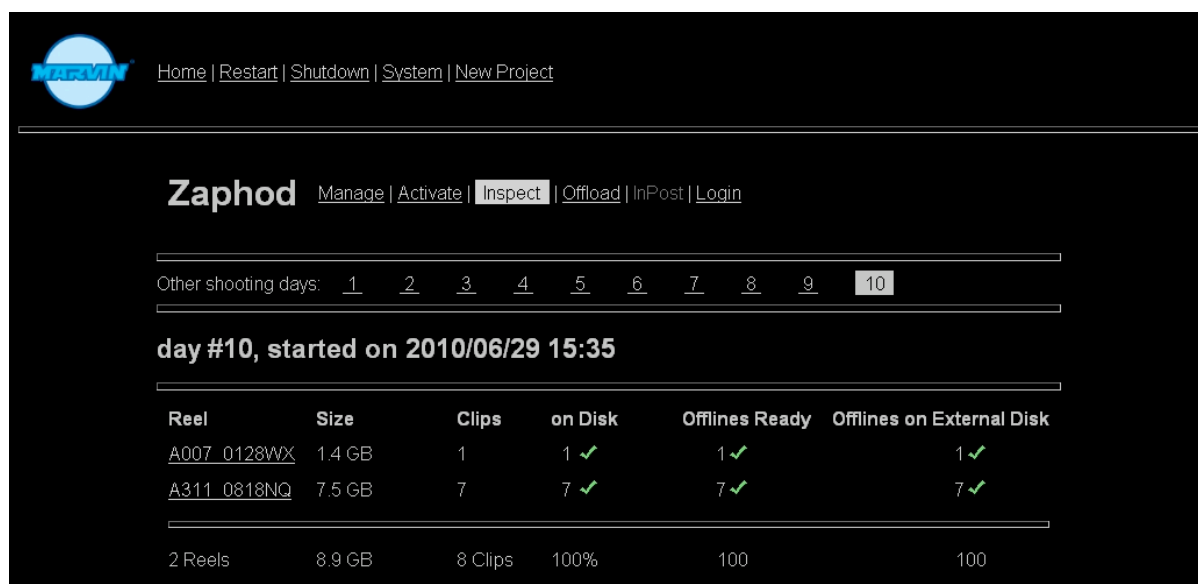 MARVIN
Home | Restart | Shutdown | System | New Project
Zaphod Manage | Activate | Inspect | Offload | InPost | Login
Other shooting days: 1 2 3 4 5 6 7 8 9 10
day #10, started on 2010/06/29 15:35
Reel Size Clips on Disk Offlines Ready Offlines on External Disk
A007_0128WX 1.4 GB 1 1 ✓ 1 ✓ 1 ✓
A311_0818NQ 7.5 GB 7 7 ✓ 7 ✓ 7 ✓
2 Reels 8.9 GB 8 Clips 100% 100 100